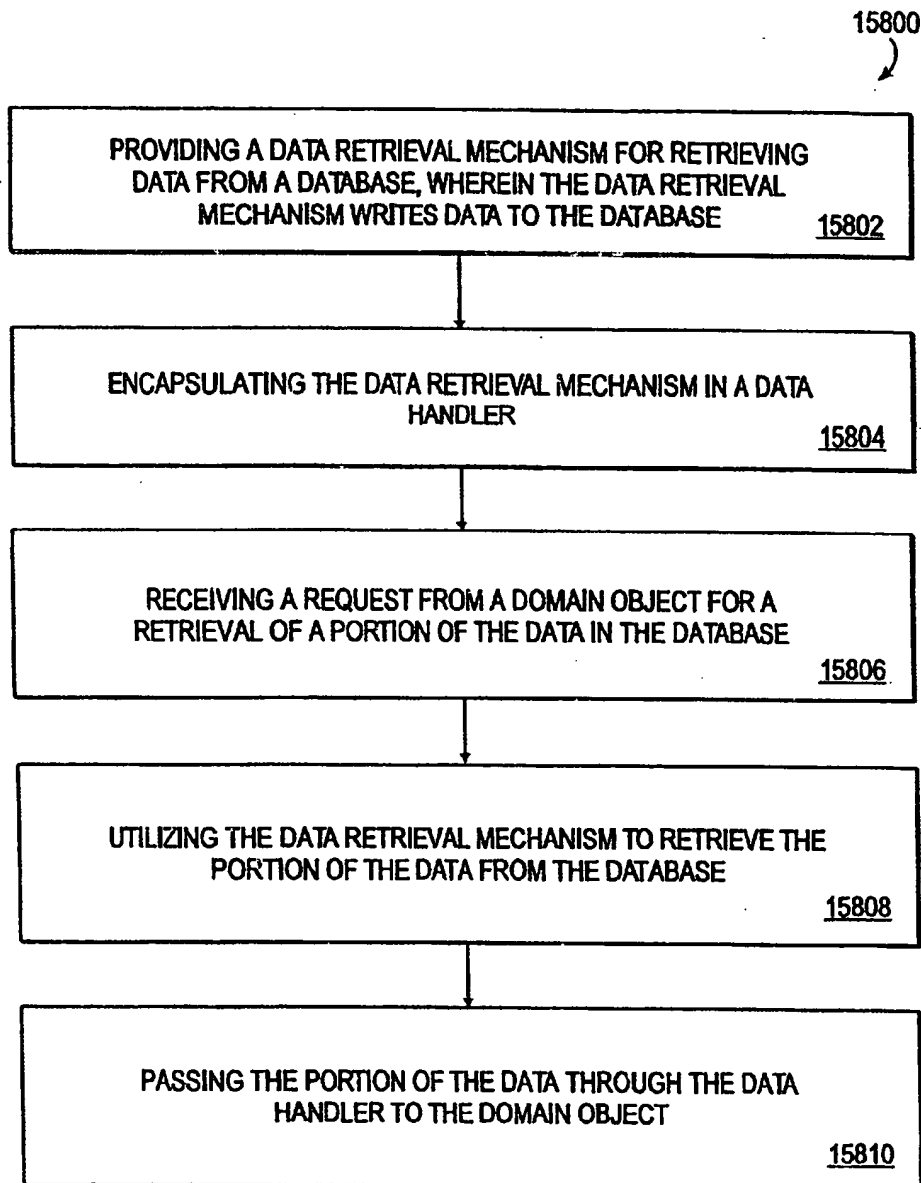 15800
PROVIDING A DATA RETRIEVAL MECHANISM FOR RETRIEVING
DATA FROM A DATABASE, WHEREIN THE DATA RETRIEVAL
MECHANISM WRITES DATA TO THE DATABASE
15802
ENCAPSULATING THE DATA RETRIEVAL MECHANISM IN A DATA
HANDLER
15804
RECEIVING A REQUEST FROM A DOMAIN OBJECT FOR A
RETRIEVAL OF A PORTION OF THE DATA IN THE DATABASE
15806
UTILIZING THE DATA RETRIEVAL MECHANISM TO RETRIEVE THE
PORTION OF THE DATA FROM THE DATABASE
15808
PASSING THE PORTION OF THE DATA THROUGH THE DATA
HANDLER TO THE DOMAIN OBJECT
15810